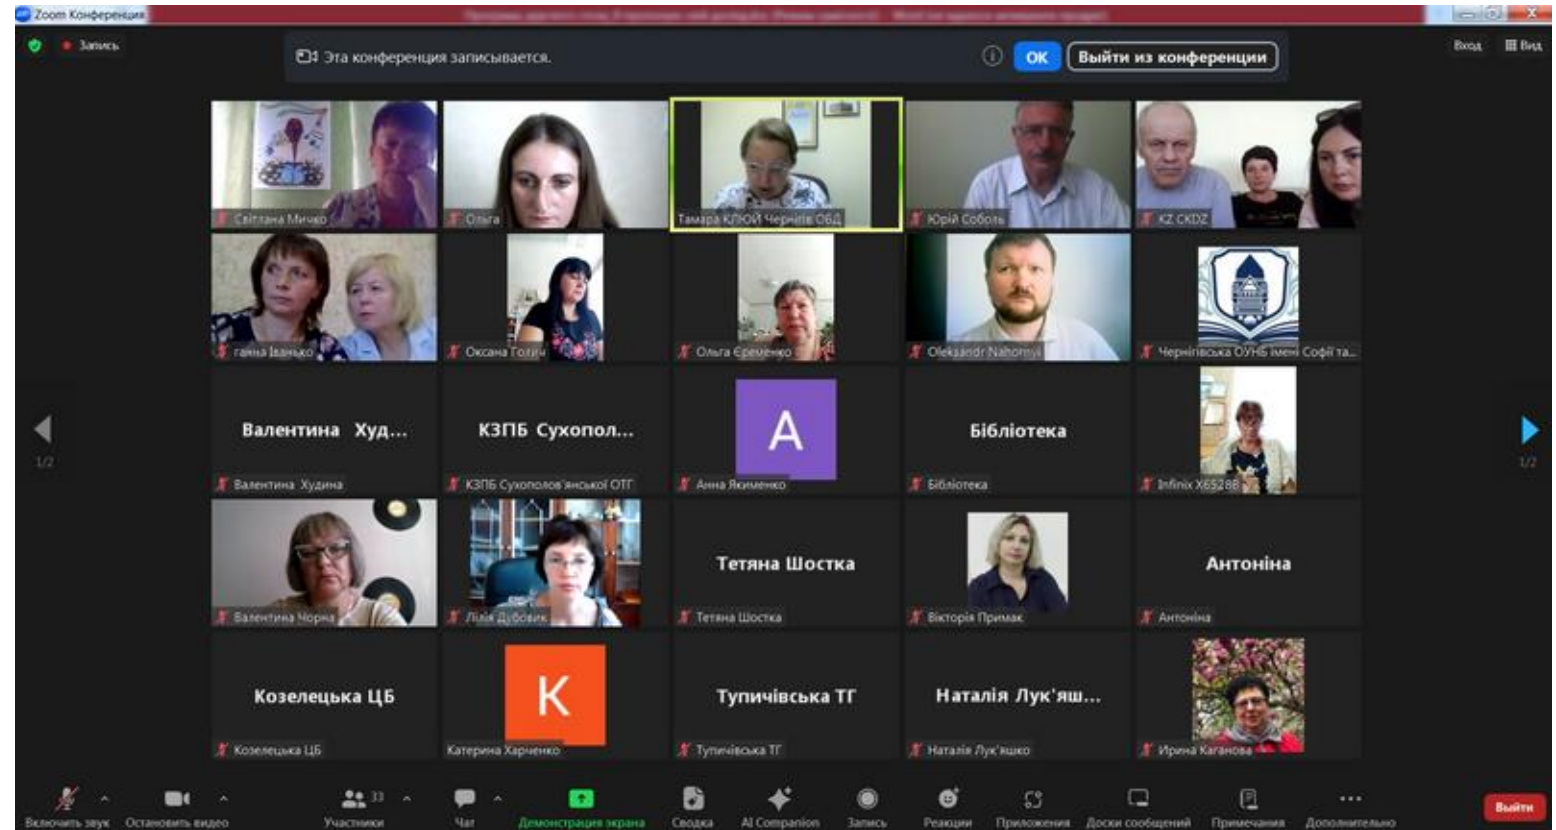 Zoom Конференция
Запись
Эта конференция записывается.
OK
Выйти из конференции
Вход
Вид
Світлана Мичко
Ольга
Тамара КЛЮЙ Чернігів ОБД
Юрій Соболь
KZ CKDZ
ганна Іванько
Оксана Голич
Ольга Єременко
Oleksandr Nahornyi
Чернігівська ОУНБ імені Софії та...
Валентина Худ...
КЗПБ Сухопол...
A
Бібліотека
1/2
1/2
Валентина Худина
КЗПБ Сухополов'янської ОТГ
Анна Якименко
Бібліотека
Infinix X6528B
Тетяна Шостка
Антоніна
Валентина Чорна
Лілія Дубовик
Тетяна Шостка
Вікторія Примак
Антоніна
Козелецька ЦБ
K
Тупичівська ТГ
Наталія Лук'яш...
Козелецька ЦБ
Катерина Харченко
Тупичівська ТГ
Наталія Лук'яшко
Ирина Каганова
33
Включить звук
Остановить видео
Участники
Чат
Демонстрация экрана
Сводка
AI Companion
Запись
Реакции
Приложения
Доски сообщений
Примечания
Дополнительно
Выйти